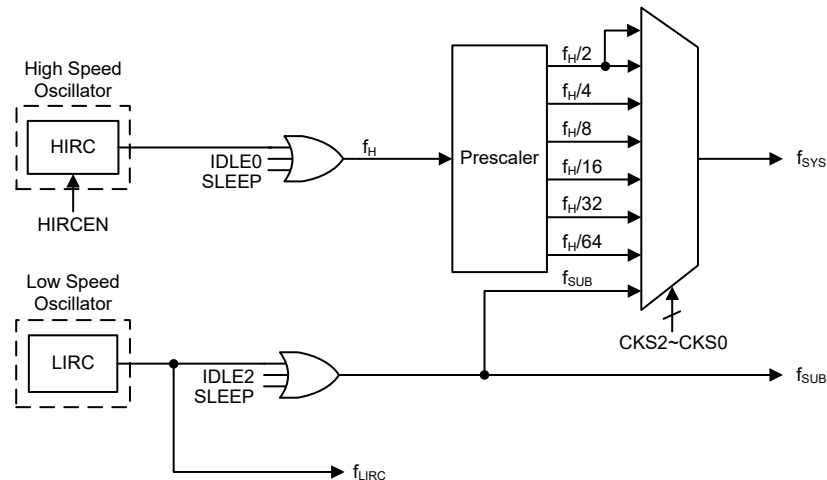 High Speed
Oscillator
HIRC
HIRCEN
IDLE0
SLEEP
fH
Prescaler
fH/2
fH/4
fH/8
fH/16
fH/32
fH/64
fSUB
CKS2~CKS0
fSYS
Low Speed
Oscillator
LIRC
IDLE2
SLEEP
fSUB
fLIRC